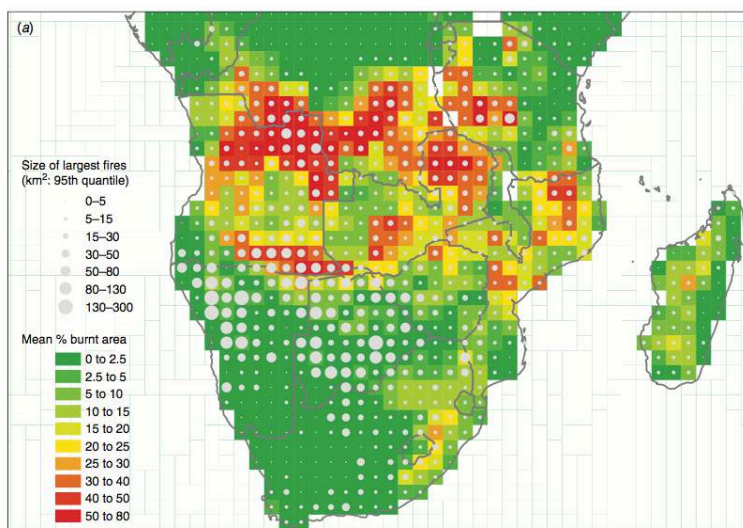 (a)
Size of largest fires
(km²: 95th quantile)
0–5
5–15
15–30
30–50
50–80
80–130
130–300
Mean % burnt area
0 to 2.5
2.5 to 5
5 to 10
10 to 15
15 to 20
20 to 25
25 to 30
30 to 40
40 to 50
50 to 80